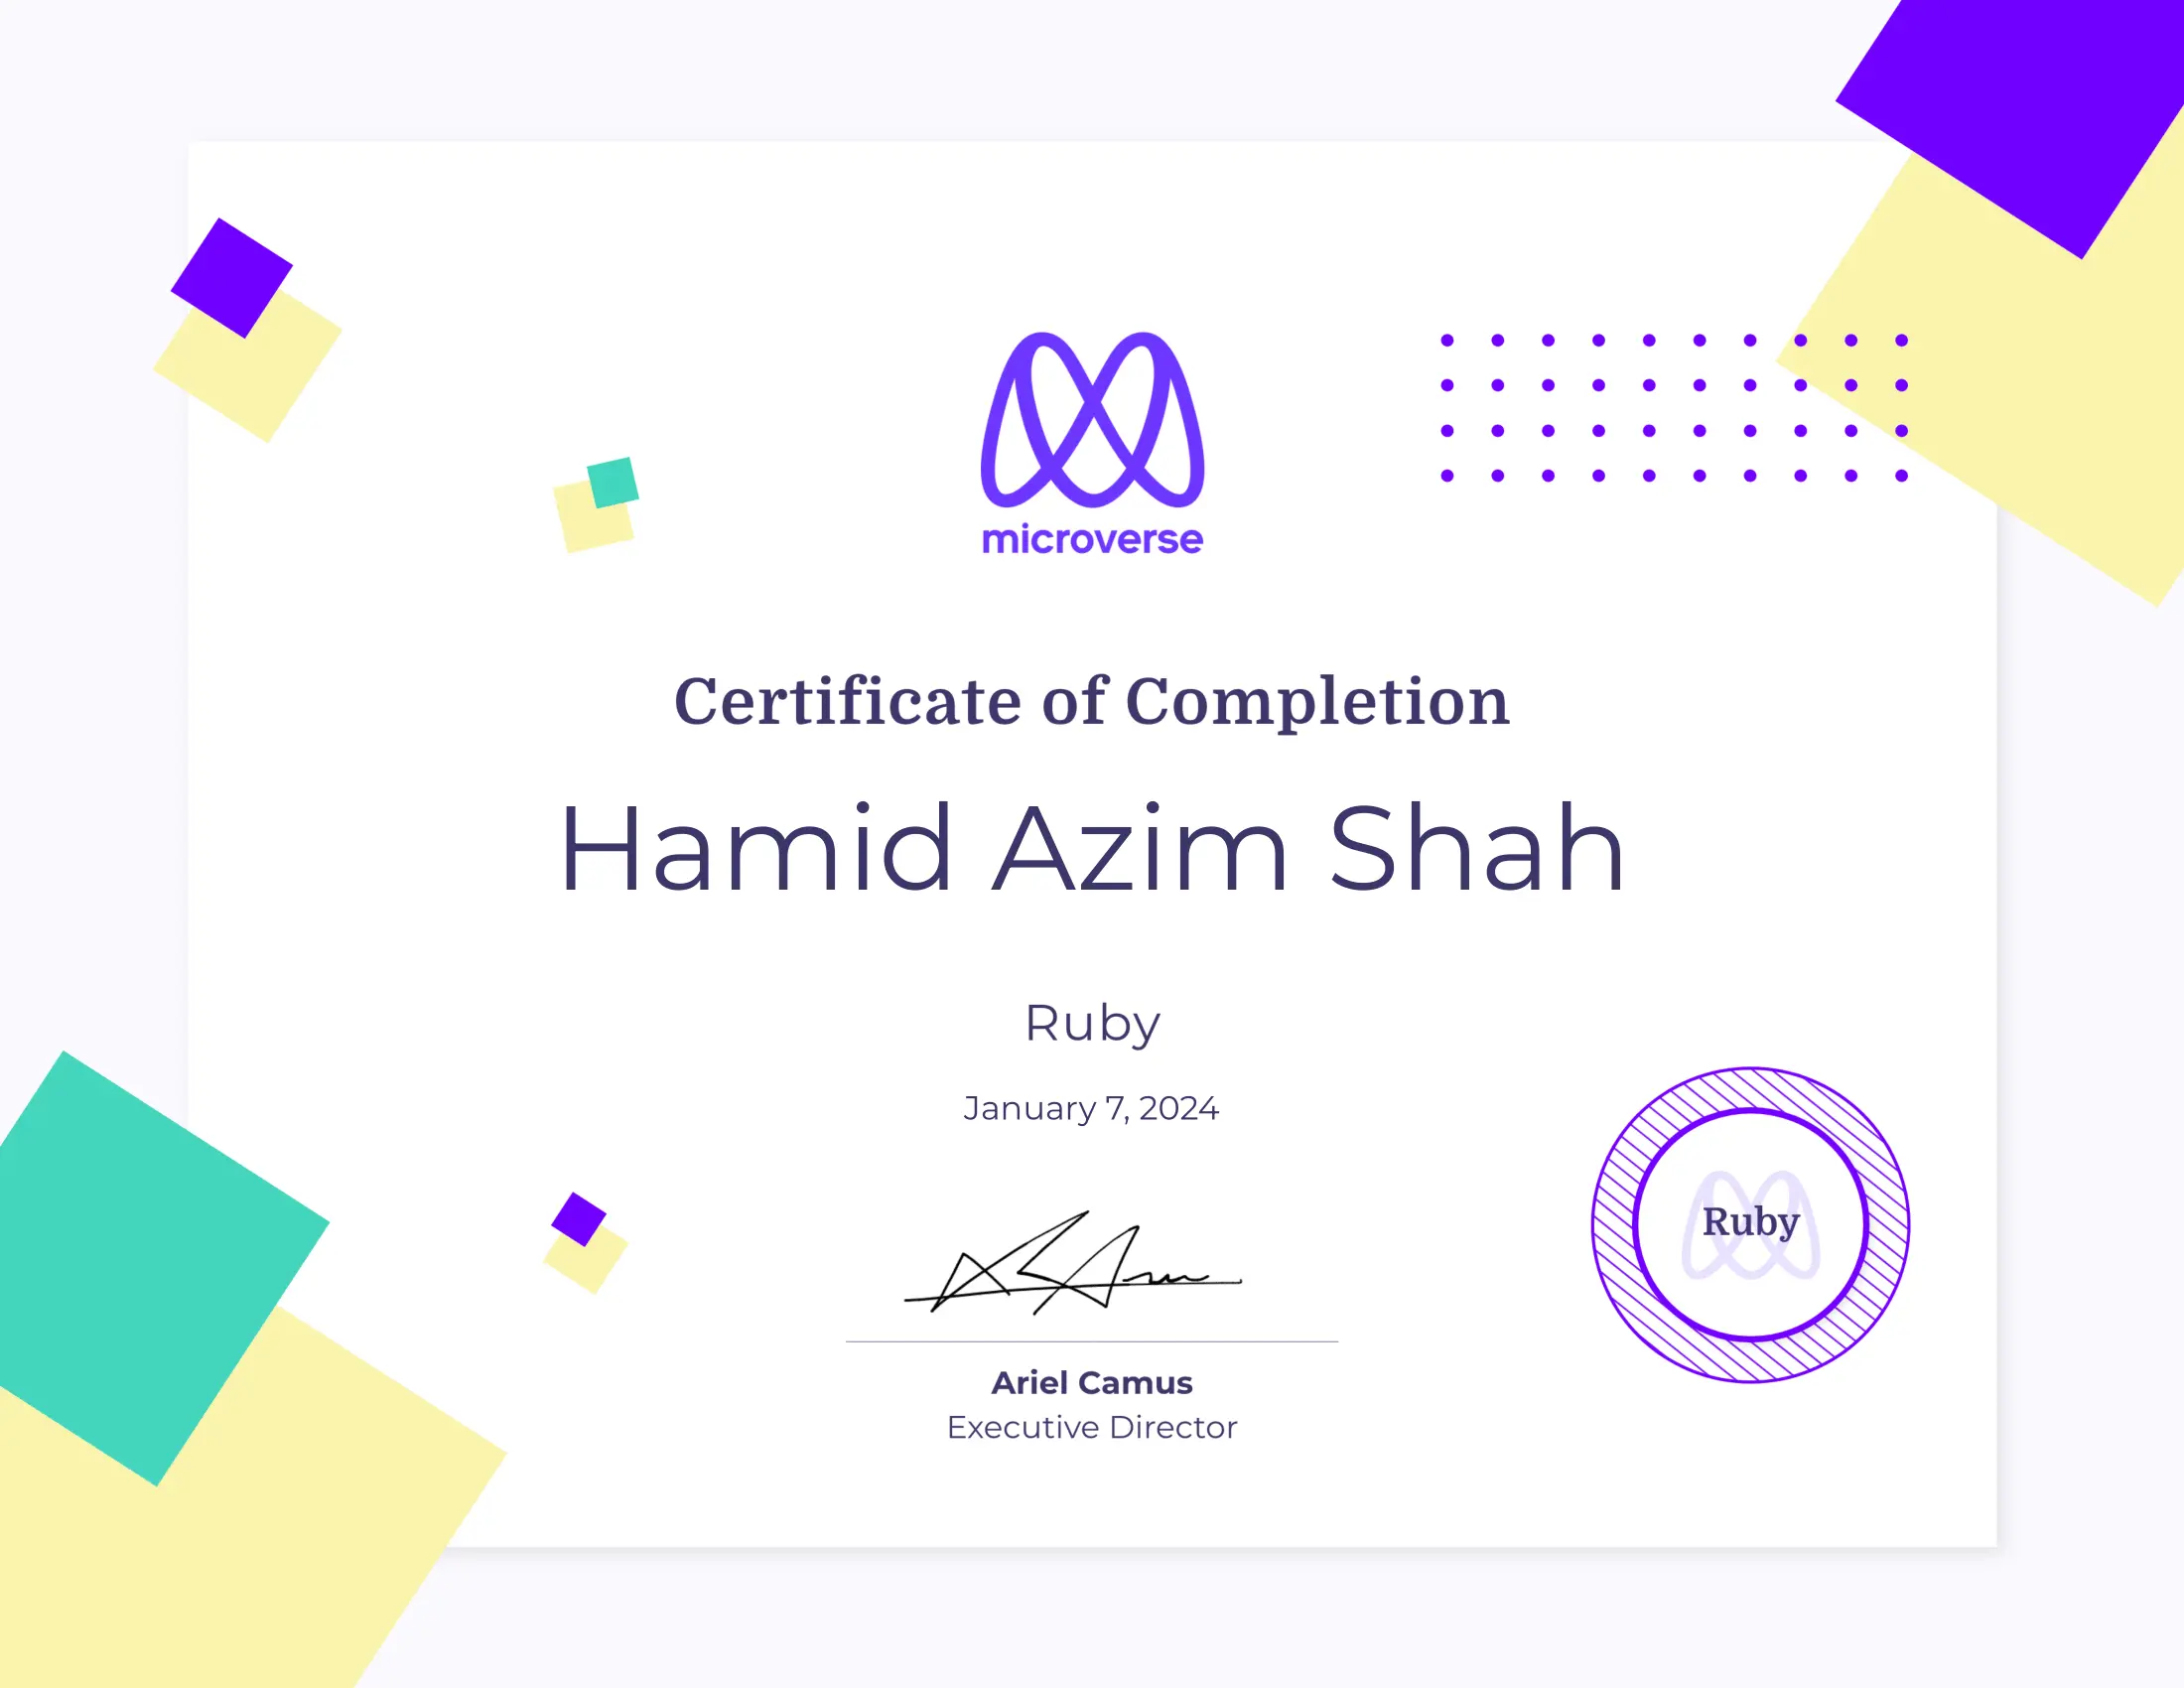 microverse
Certificate of Completion
Hamid Azim Shah
Ruby
January 7, 2024
Ruby
Ariel Camus
Executive Director